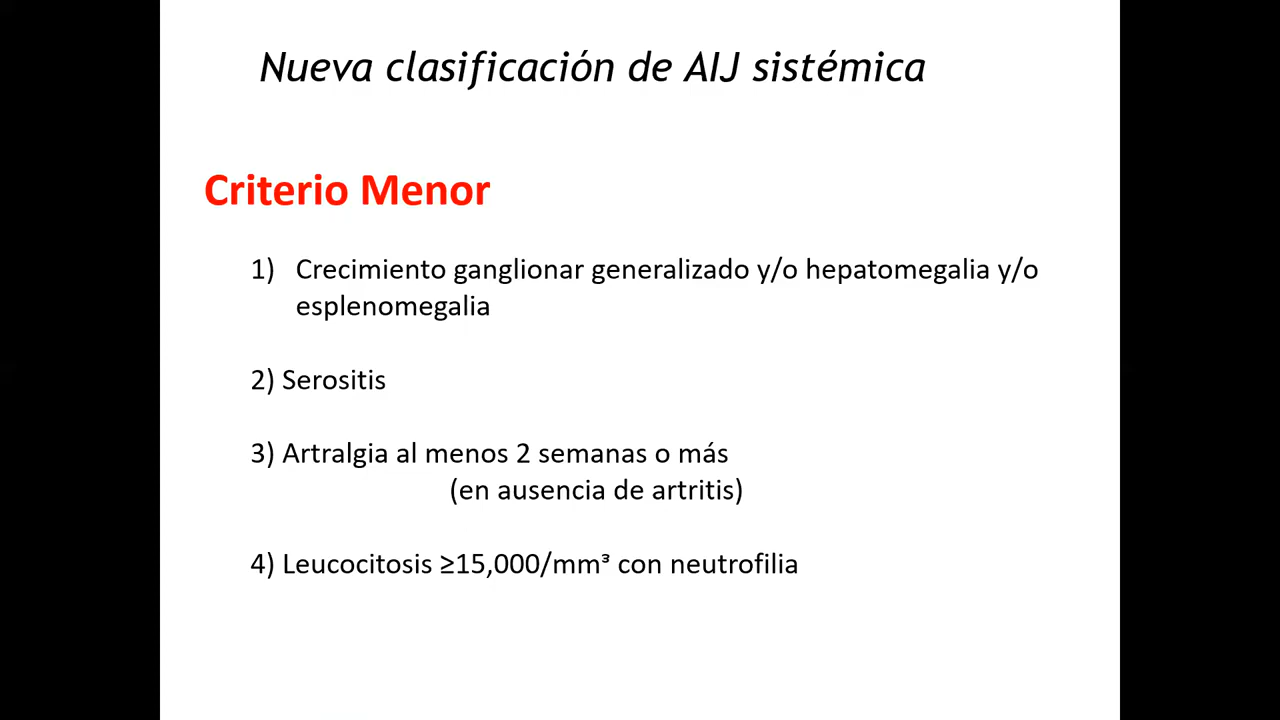 Nueva clasificación de AIJ sistémica
Criterio Menor
1) Crecimiento ganglionar generalizado y/o hepatomegalia y/o
esplenomegalia
2) Serositis
3) Artralgia al menos 2 semanas o más
(en ausencia de artritis)
4) Leucocitosis ≥15,000/mm³ con neutrofilia